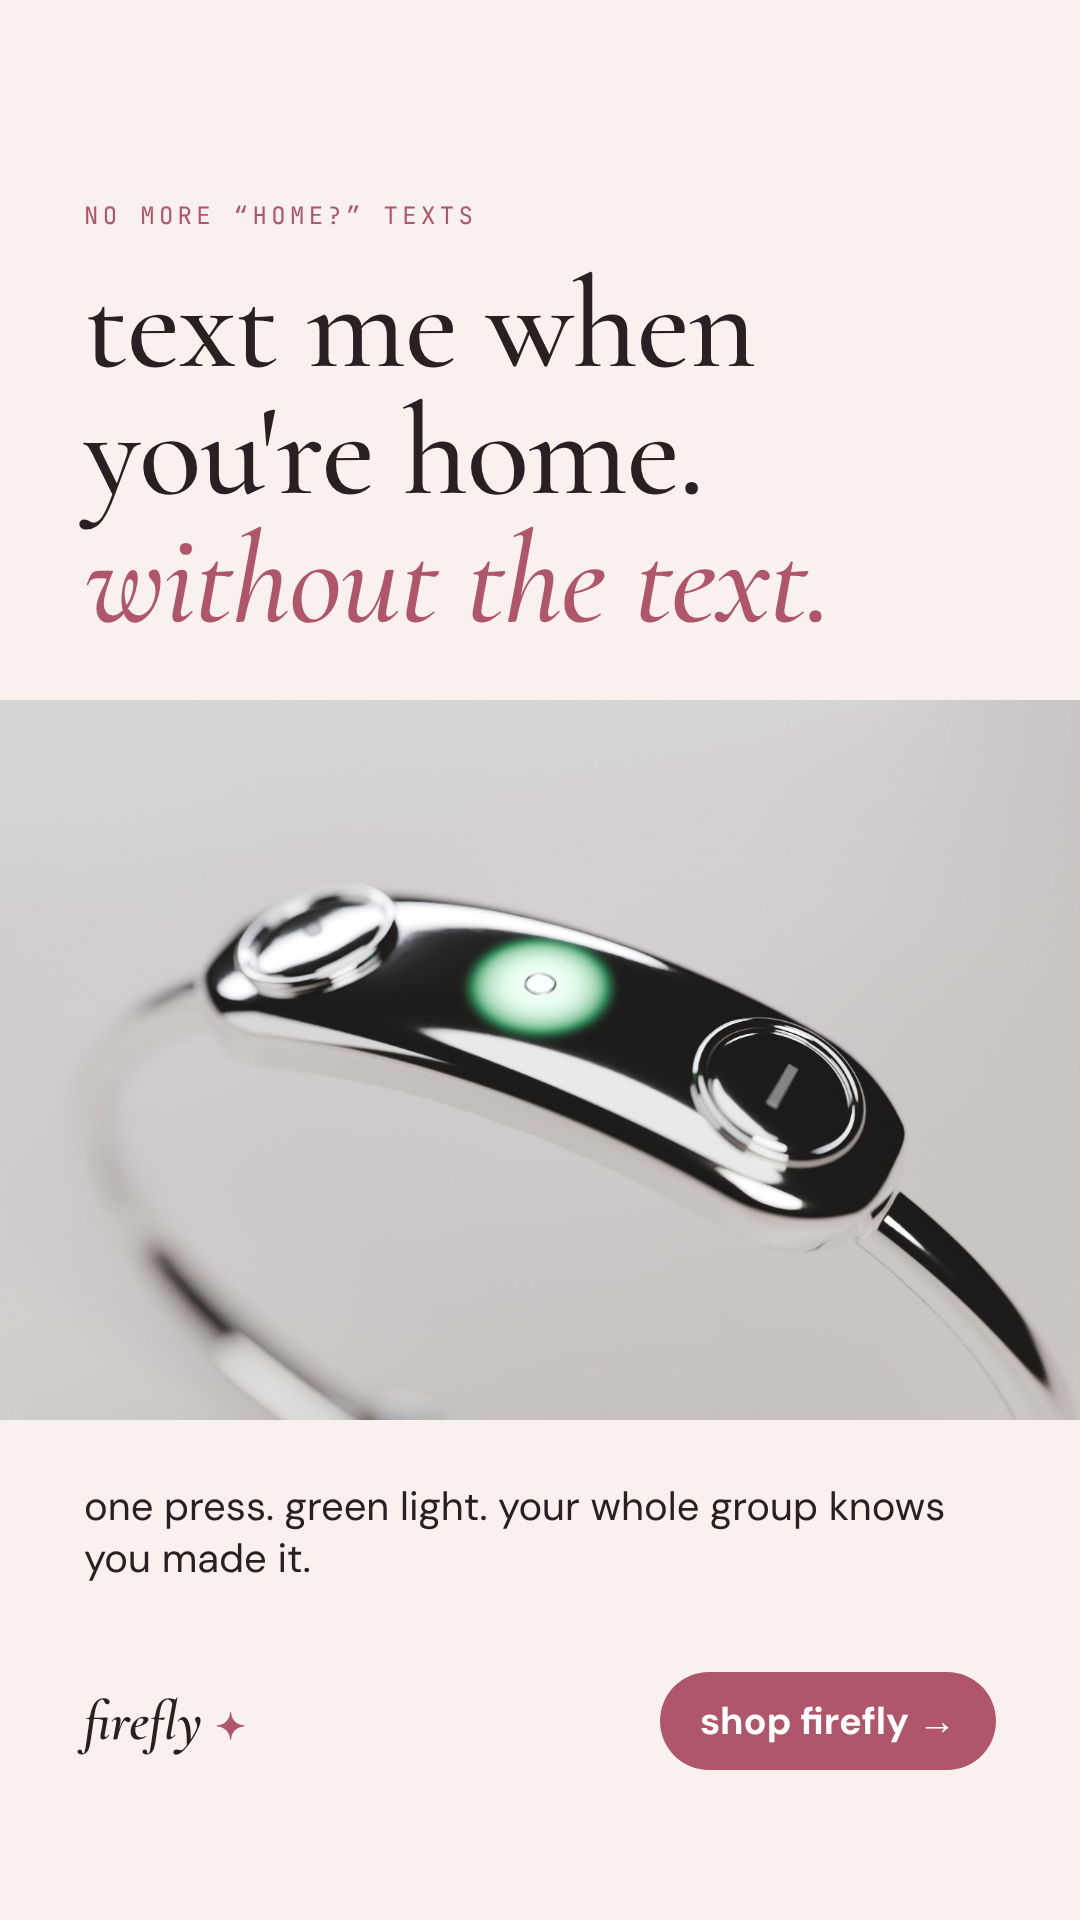 NO MORE “HOME?” TEXTS
text me when
you're home.
without the text.
one press. green light. your whole group knows
you made it.
firefly
shop firefly →